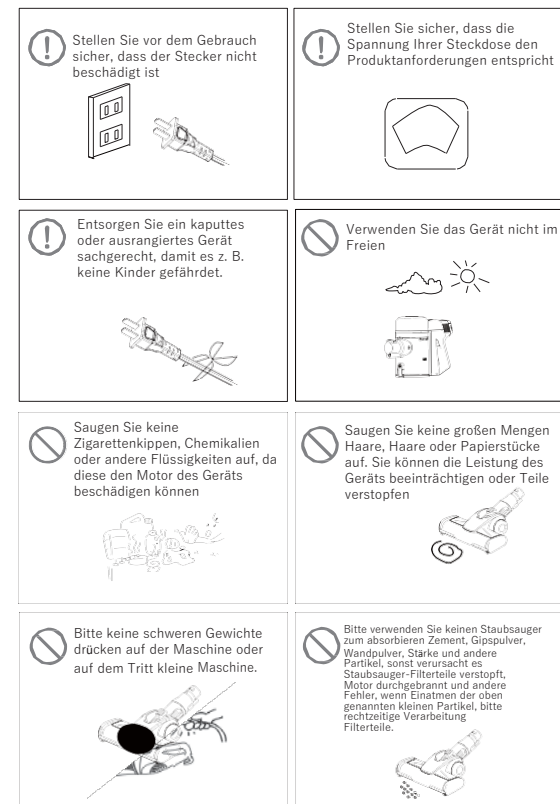 Stellen Sie vor dem Gebrauch
sicher, dass der Stecker nicht
beschädigt ist
Stellen Sie sicher, dass die
Spannung Ihrer Steckdose den
Produktanforderungen entspricht
Entsorgen Sie ein kaputtes
oder ausrangiertes Gerät
sachgerecht, damit es z. B.
keine Kinder gefährdet.
Verwenden Sie das Gerät nicht im
Freien
Saugen Sie keine
Zigarettenkippen, Chemikalien
oder andere Flüssigkeiten auf, da
diese den Motor des Geräts
beschädigen können
Saugen Sie keine großen Mengen
Haare, Haare oder Papierstücke
auf. Sie können die Leistung des
Geräts beeinträchtigen oder Teile
verstopfen
Bitte keine schweren Gewichte
drücken auf der Maschine oder
auf dem Tritt kleine Maschine.
Bitte verwenden Sie keinen Staubsauger
zum absorbieren Zement, Gipspulver,
Wandpulver, Stärke und andere
Partikel, sonst verursacht es
Staubsauger-Filterteile verstopft,
Motor durchgebrannt und andere
Fehler, wenn Einatmen der oben
genannten kleinen Partikel, bitte
rechtzeitige Verarbeitung
Filterteile.